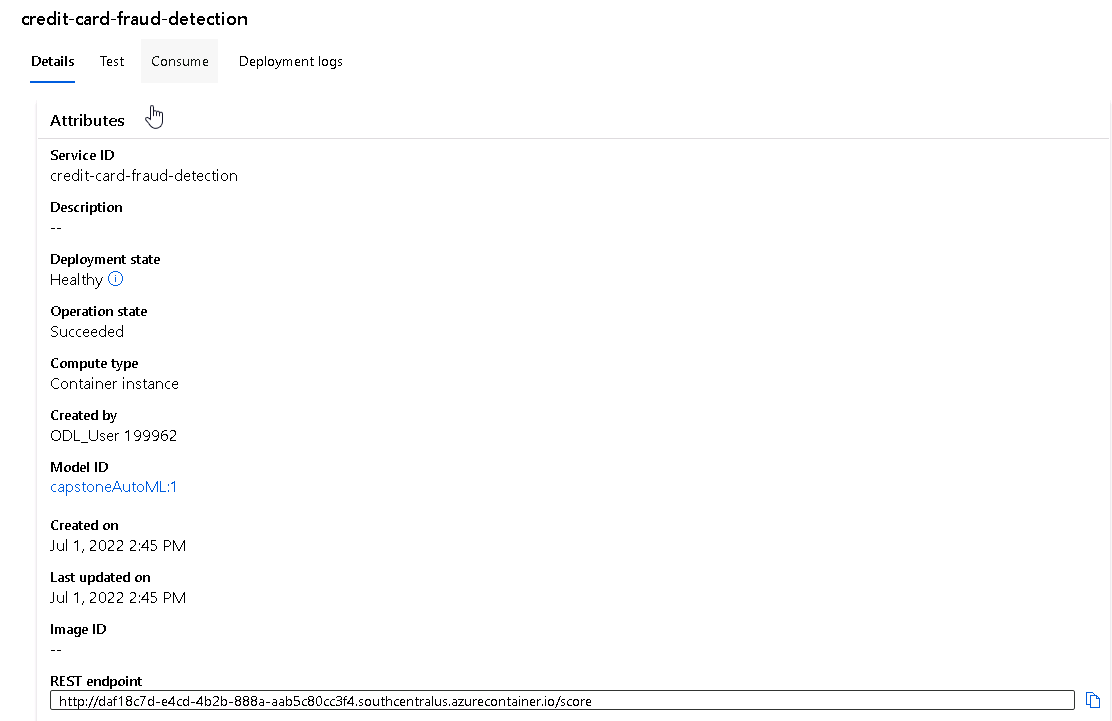 credit-card-fraud-detection
Details Test Consume Deployment logs
Attributes
Service ID
credit-card-fraud-detection
Description
--
Deployment state
Healthy
Operation state
Succeeded
Compute type
Container instance
Created by
ODL_User 199962
Model ID
capstoneAutoML:1
Created on
Jul 1, 2022 2:45 PM
Last updated on
Jul 1, 2022 2:45 PM
Image ID
--
REST endpoint
http://daf18c7d-e4cd-4b2b-888a-aab5c80cc3f4.southcentralus.azurecontainer.io/score